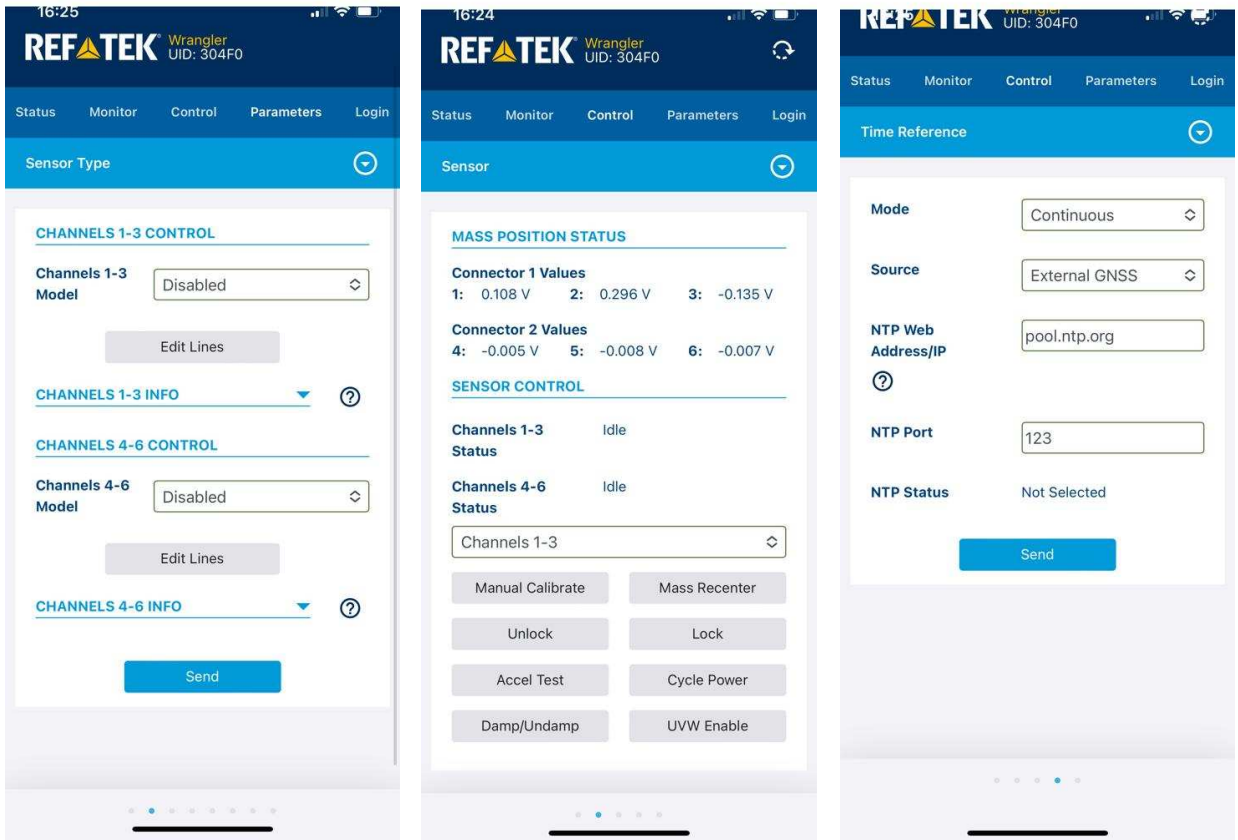 16:25
REF TEK Wrangler
UID: 304F0
Status Monitor Control Parameters Login
Sensor Type
CHANNELS 1-3 CONTROL
Channels 1-3
Model
Disabled
Edit Lines
CHANNELS 1-3 INFO
?
CHANNELS 4-6 CONTROL
Channels 4-6
Model
Disabled
Edit Lines
CHANNELS 4-6 INFO
?
Send
16:24
REF TEK Wrangler
UID: 304F0
Status Monitor Control Parameters Login
Sensor
MASS POSITION STATUS
Connector 1 Values
1: 0.108 V 2: 0.296 V 3: -0.135 V
Connector 2 Values
4: -0.005 V 5: -0.008 V 6: -0.007 V
SENSOR CONTROL
Channels 1-3
Status
Idle
Channels 4-6
Status
Idle
Channels 1-3
Manual Calibrate Mass Recenter
Unlock Lock
Accel Test Cycle Power
Damp/Undamp UVW Enable
REF TEK Wrangler
UID: 304F0
Status Monitor Control Parameters Login
Time Reference
Mode Continuous
Source External GNSS
NTP Web
Address/IP
pool.ntp.org
?
NTP Port 123
NTP Status Not Selected
Send